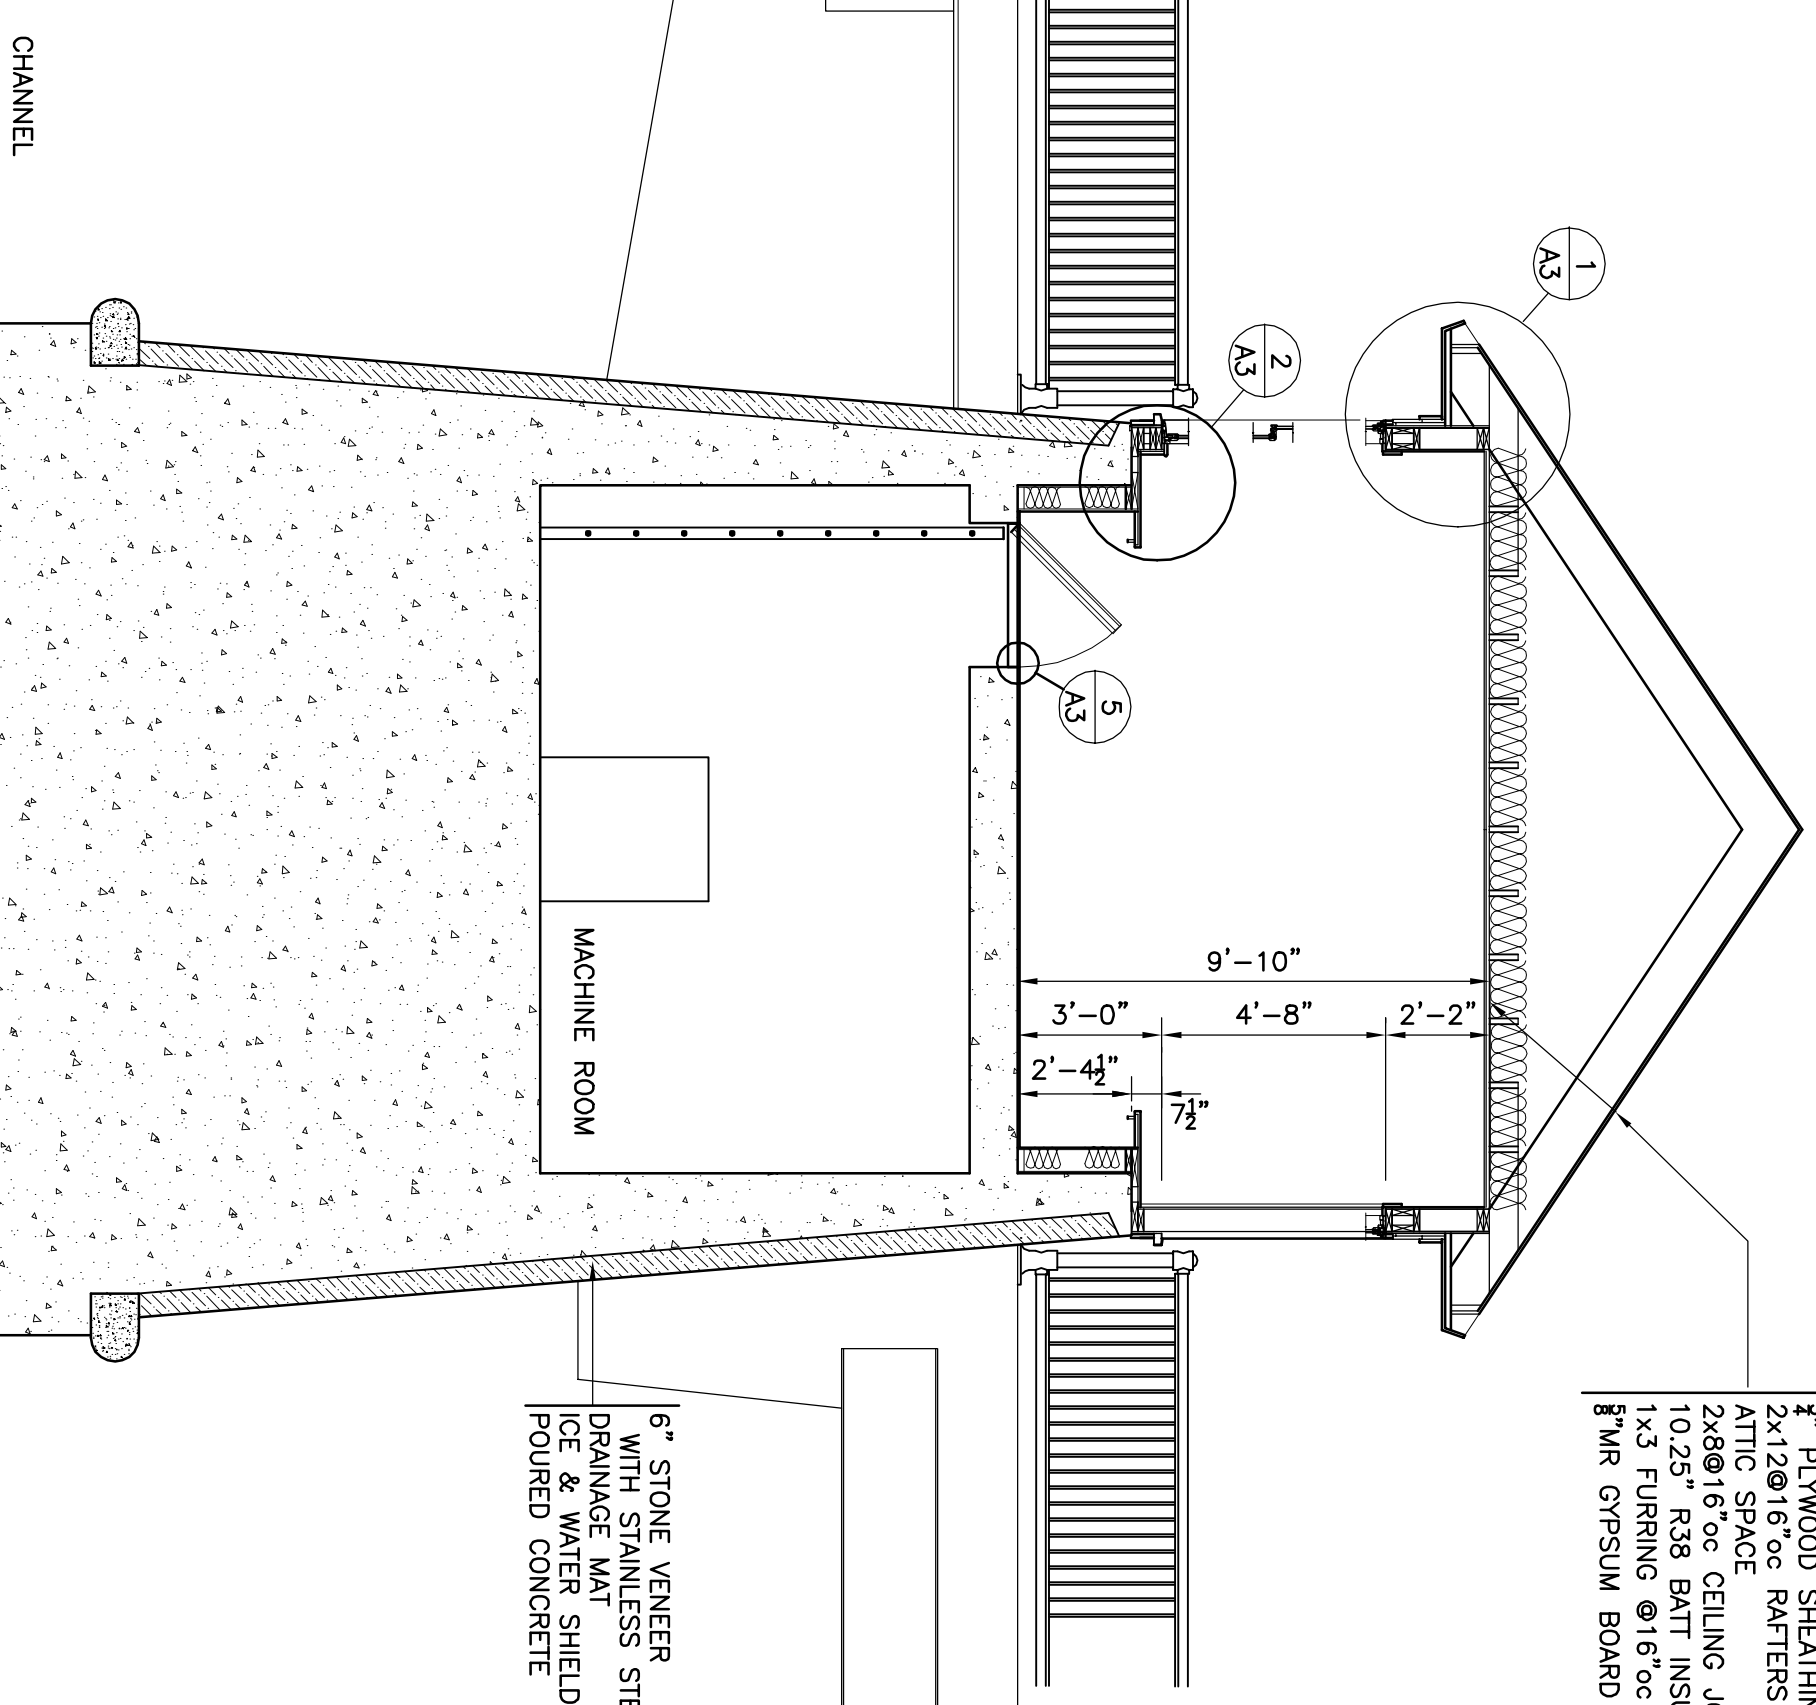 ¾" PLYWOOD
2x12@16"oc RAFTERS
ATTIC SPACE
2x8@16"oc CEILING
10.25" R38 BATT
1x3 FURRING @16"oc
⅝"MR GYPSUM BOARD
1
A3
2
A3
9'-10"
3'-0"
4'-8"
2'-2"
2'-4½"
7½"
5
A3
MACHINE ROOM
6" STONE VENEER
WITH STAINLESS
DRAINAGE MAT
ICE & WATER SHIELD
POURED CONCRETE
CHANNEL